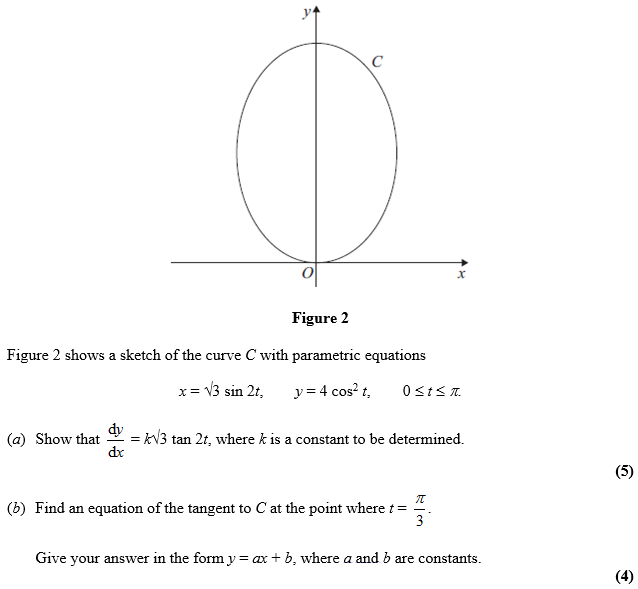 y
C
O
x
Figure 2
Figure 2 shows a sketch of the curve C with parametric equations
x = √3 sin 2t, y = 4 cos² t, 0 ≤ t ≤ π.
(a) Show that dy/dx = k√3 tan 2t, where k is a constant to be determined.
(5)
(b) Find an equation of the tangent to C at the point where t = π/3.
Give your answer in the form y = ax + b, where a and b are constants.
(4)